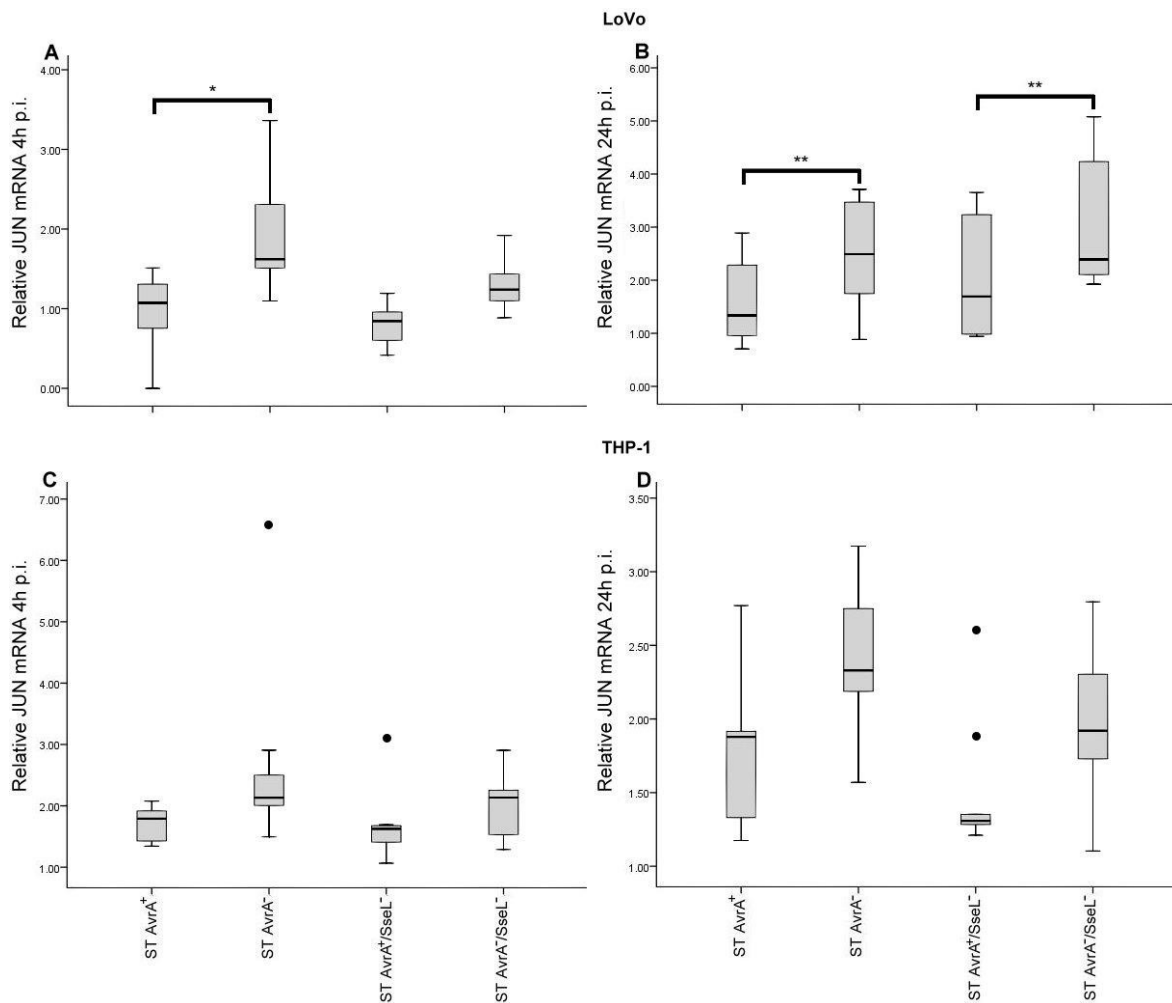 LoVo
A
Relative JUN mRNA 4h p.i.
4.00
3.00
2.00
1.00
0.00
*
B
Relative JUN mRNA 24h p.i.
6.00
5.00
4.00
3.00
2.00
1.00
0.00
**
**
THP-1
C
Relative JUN mRNA 4h p.i.
7.00
6.00
5.00
4.00
3.00
2.00
1.00
ST AvrA⁺
ST AvrA⁻
ST AvrA⁺/SseL⁻
ST AvrA⁻/SseL⁻
D
Relative JUN mRNA 24h p.i.
3.50
3.00
2.50
2.00
1.50
1.00
ST AvrA⁺
ST AvrA⁻
ST AvrA⁺/SseL⁻
ST AvrA⁻/SseL⁻